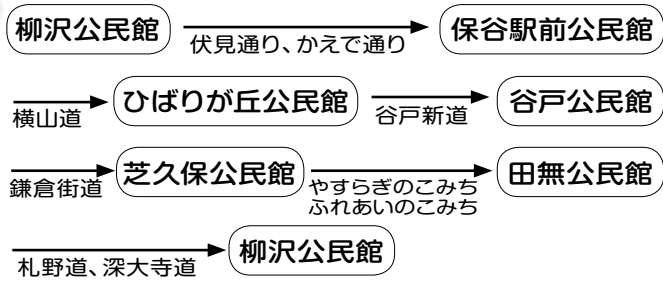 柳沢公民館
伏見通り、かえで通り
保谷駅前公民館
横山道
ひばりが丘公民館
谷戸新道
谷戸公民館
鎌倉街道
芝久保公民館
やすらぎのこみち
ふれあいのこみち
田無公民館
札野道、深大寺道
柳沢公民館